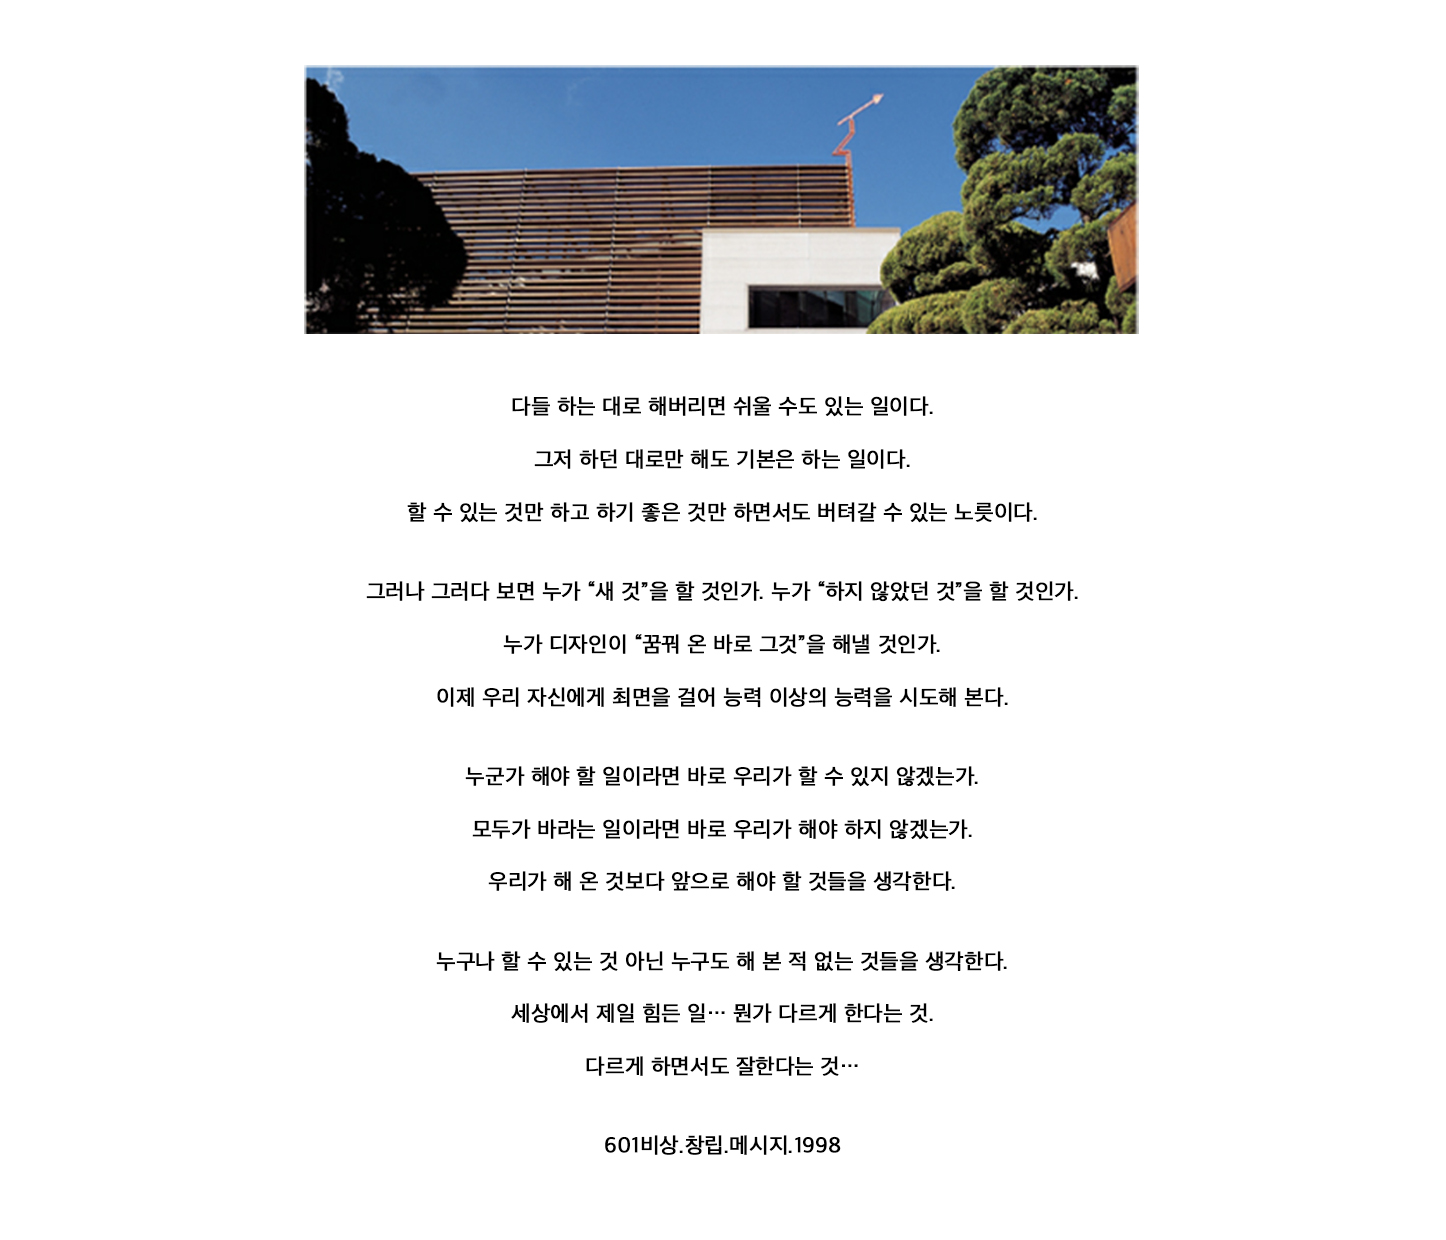 다들 하는 대로 해버리면 쉬울 수도 있는 일이다.
그저 하던 대로만 해도 기본은 하는 일이다.
할 수 있는 것만 하고 하기 좋은 것만 하면서도 버텨갈 수 있는 노릇이다.
그러나 그러다 보면 누가 “새 것”을 할 것인가. 누가 “하지 않았던 것”을 할 것인가.
누가 디자인이 “꿈꿔 온 바로 그것”을 해낼 것인가.
이제 우리 자신에게 최면을 걸어 능력 이상의 능력을 시도해 본다.
누군가 해야 할 일이라면 바로 우리가 할 수 있지 않겠는가.
모두가 바라는 일이라면 바로 우리가 해야 하지 않겠는가.
우리가 해 온 것보다 앞으로 해야 할 것들을 생각한다.
누구나 할 수 있는 것 아닌 누구도 해 본 적 없는 것들을 생각한다.
세상에서 제일 힘든 일… 뭔가 다르게 한다는 것.
다르게 하면서도 잘한다는 것…
601비상.창립.메시지.1998